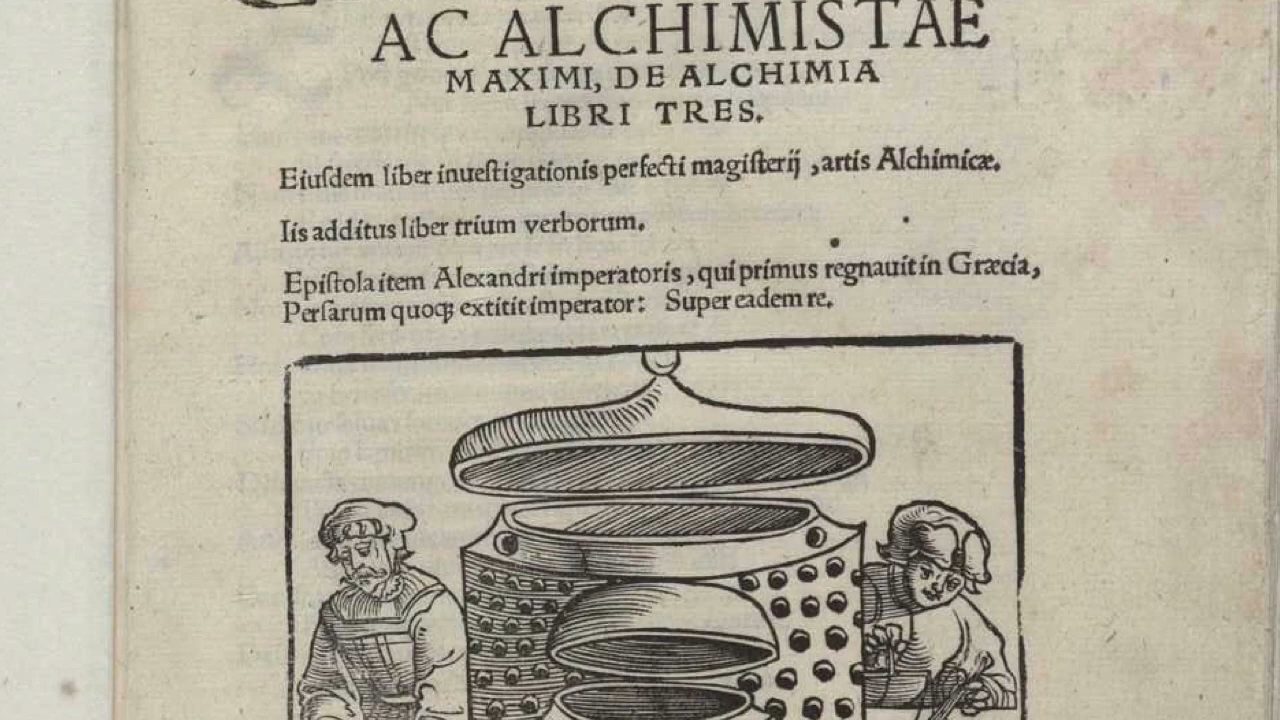 AC ALCHIMISTAE
MAXIMI, DE ALCHIMIA
LIBRI TRES.
Eiuſdem liber inueſtigationis perfecti magiſterij, artis Alchimicæ.
Iis additus liber trium verborum.
Epiſtola item Alexandri imperatoris, qui primus regnauit in Græcia,
Perſarum quoqꝫ extitit imperator: Super eadem re.